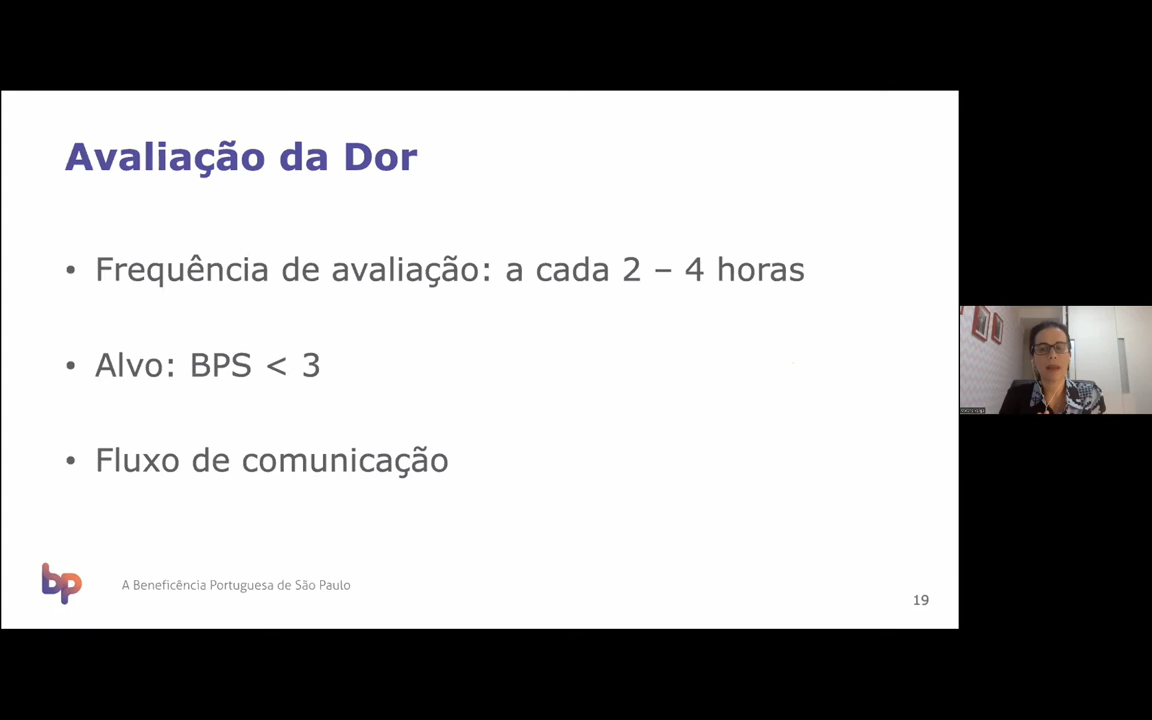 Avaliação da Dor
• Frequência de avaliação: a cada 2 – 4 horas
• Alvo: BPS < 3
• Fluxo de comunicação
bp
A Beneficência Portuguesa de São Paulo
19